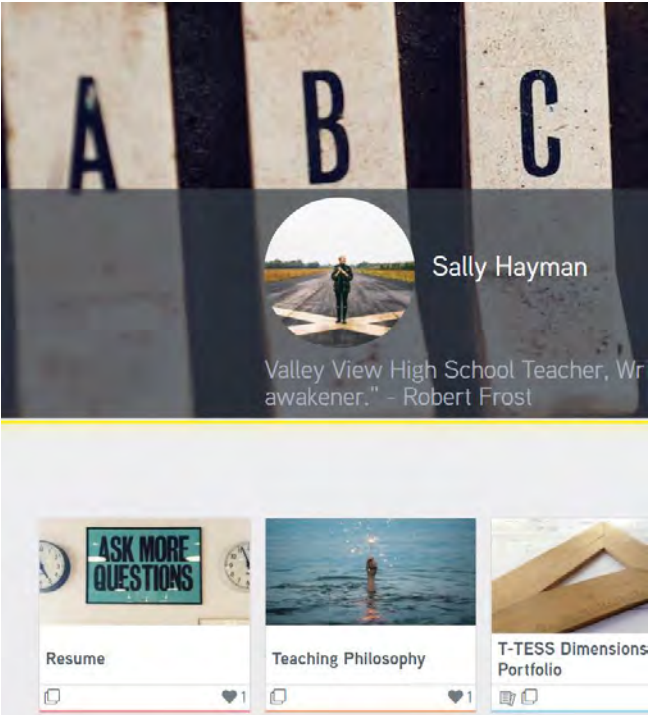 A B C
Sally Hayman
Valley View High School Teacher, Wr
awakener." - Robert Frost
ASK MORE
QUESTIONS
Resume
Teaching Philosophy
T-TESS Dimensions
Portfolio
1
1